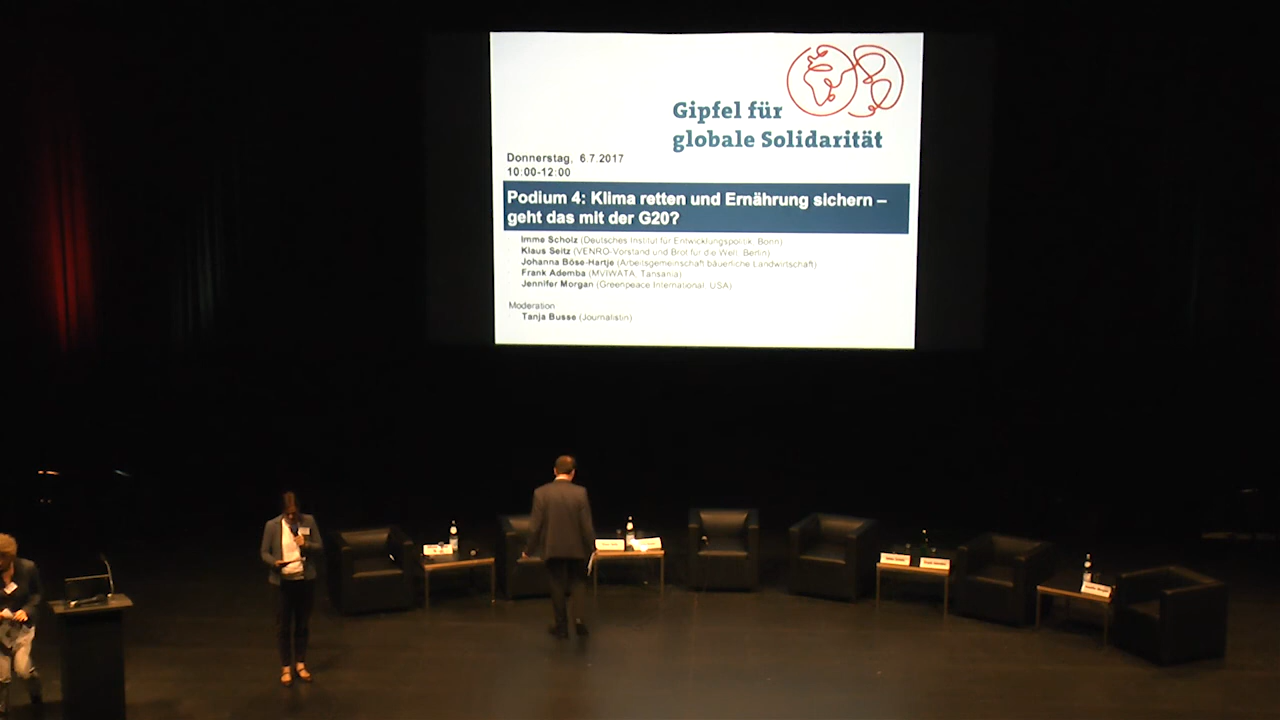 Gipfel für
globale Solidarität
Donnerstag, 6.7.2017
10:00-12:00
Podium 4: Klima retten und Ernährung sichern –
geht das mit der G20?
Imme Scholz (Deutsches Institut für Entwicklungspolitik, Bonn)
Klaus Seitz (VENRO-Vorstand und Brot für die Welt, Berlin)
Johanna Böse-Hartje (Arbeitsgemeinschaft bäuerliche Landwirtschaft)
Frank Ademba (MVIWATA, Tansania)
Jennifer Morgan (Greenpeace International, USA)
Moderation
Tanja Busse (Journalistin)